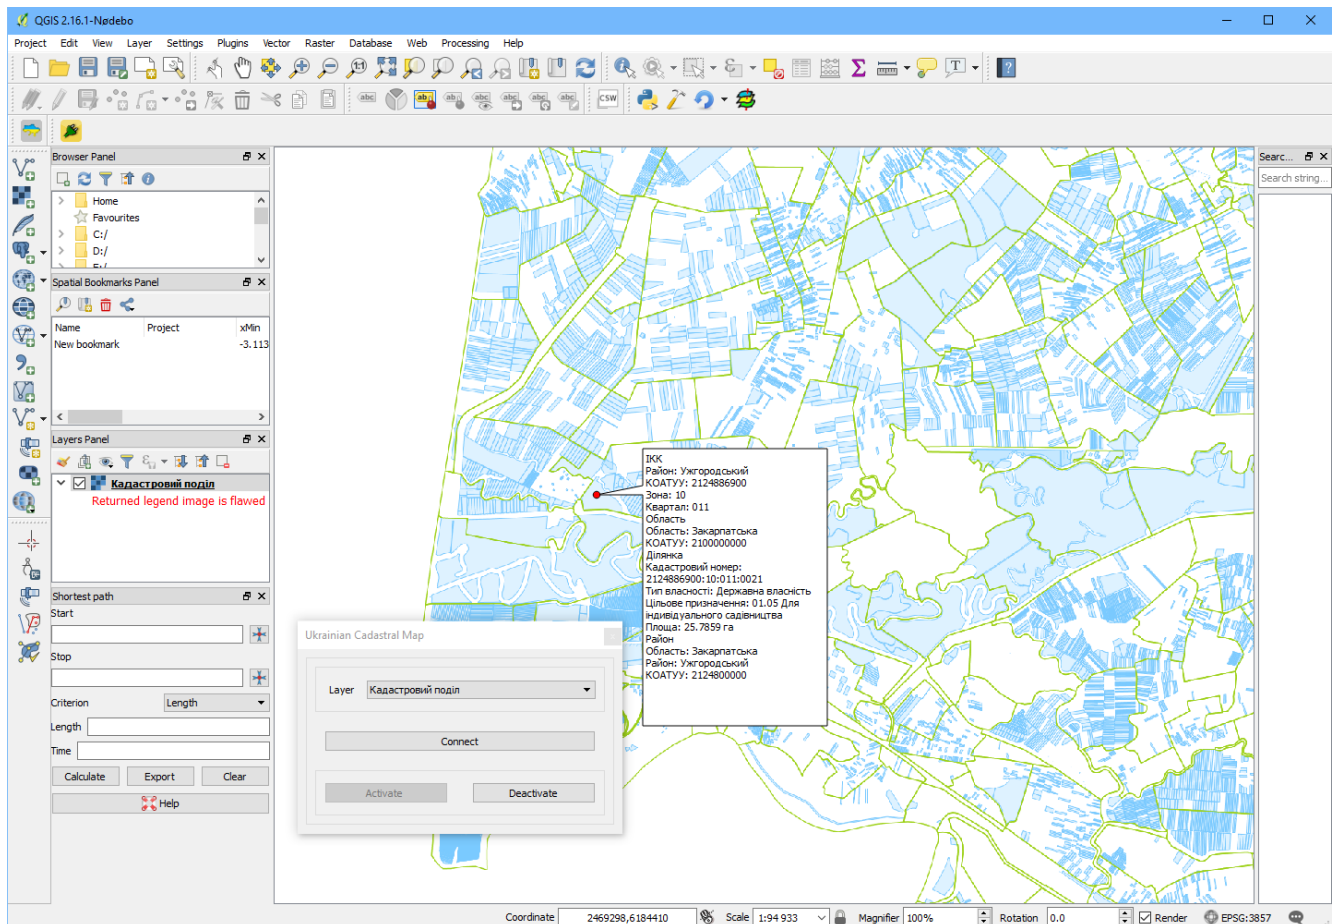 QGIS 2.16.1-Nødebo
Project Edit View Layer Settings Plugins Vector Raster Database Web Processing Help
CSW
Browser Panel
Home
Favourites
C:/
D:/
E:/
Spatial Bookmarks Panel
Name Project xMin
New bookmark -3.113
Layers Panel
Кадастровий поділ
Returned legend image is flawed
Shortest path
Start
Stop
Criterion Length
Length
Time
Calculate Export Clear
Help
Ukrainian Cadastral Map
Layer Кадастровий поділ
Connect
Activate Deactivate
ІКК
Район: Ужгородський
КОАТУУ: 2124886900
Зона: 10
Квартал: 011
Область
Область: Закарпатська
КОАТУУ: 2100000000
Ділянка
Кадастровий номер:
2124886900:10:011:0021
Тип власності: Державна власність
Цільове призначення: 01.05 Для
індивідуального садівництва
Площа: 25.7859 га
Район
Область: Закарпатська
Район: Ужгородський
КОАТУУ: 2124800000
Searc...
Search string...
Coordinate 2469298,6184410 Scale 1:94 933 Magnifier 100% Rotation 0.0 Render EPSG:3857